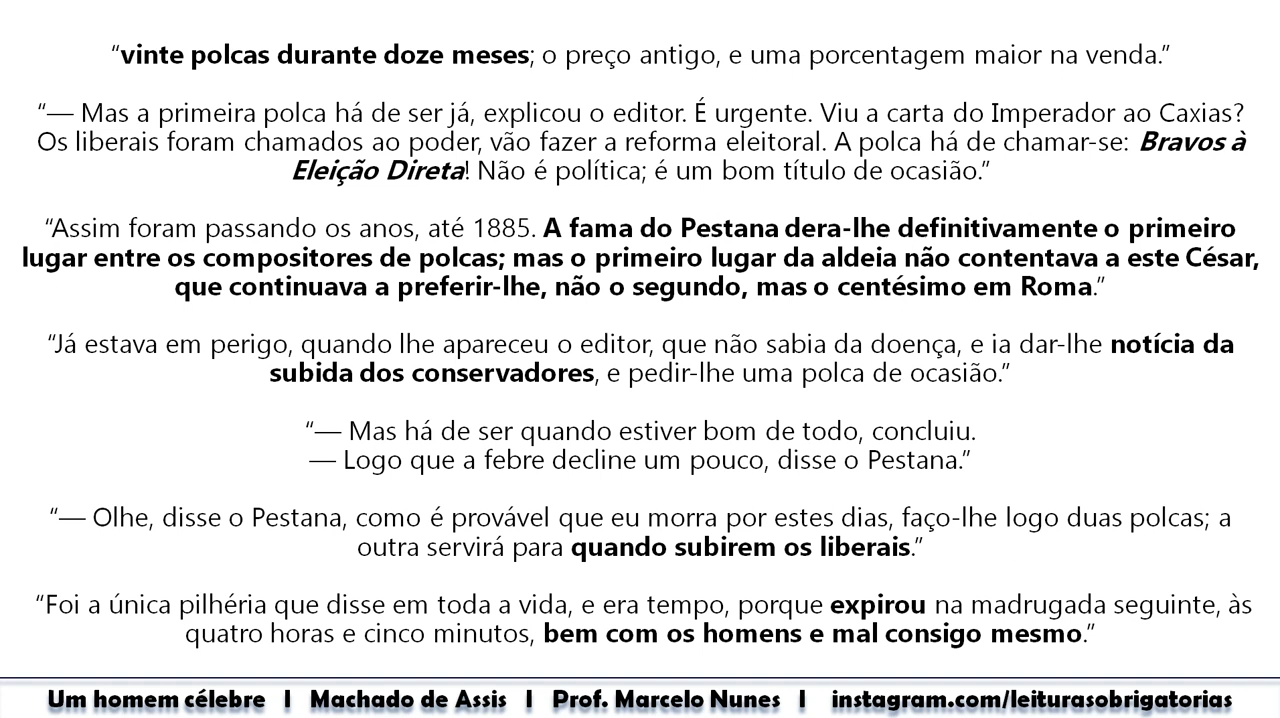 “vinte polcas durante doze meses; o preço antigo, e uma porcentagem maior na venda.”
“— Mas a primeira polca há de ser já, explicou o editor. É urgente. Viu a carta do Imperador ao Caxias?
Os liberais foram chamados ao poder, vão fazer a reforma eleitoral. A polca há de chamar-se: Bravos à
Eleição Direta! Não é política; é um bom título de ocasião.”
“Assim foram passando os anos, até 1885. A fama do Pestana dera-lhe definitivamente o primeiro
lugar entre os compositores de polcas; mas o primeiro lugar da aldeia não contentava a este César,
que continuava a preferir-lhe, não o segundo, mas o centésimo em Roma.”
“Já estava em perigo, quando lhe apareceu o editor, que não sabia da doença, e ia dar-lhe notícia da
subida dos conservadores, e pedir-lhe uma polca de ocasião.”
“— Mas há de ser quando estiver bom de todo, concluiu.
— Logo que a febre decline um pouco, disse o Pestana.”
“— Olhe, disse o Pestana, como é provável que eu morra por estes dias, faço-lhe logo duas polcas; a
outra servirá para quando subirem os liberais.”
“Foi a única pilhéria que disse em toda a vida, e era tempo, porque expirou na madrugada seguinte, às
quatro horas e cinco minutos, bem com os homens e mal consigo mesmo.”
Um homem célebre I Machado de Assis I Prof. Marcelo Nunes I instagram.com/leiturasobrigatorias